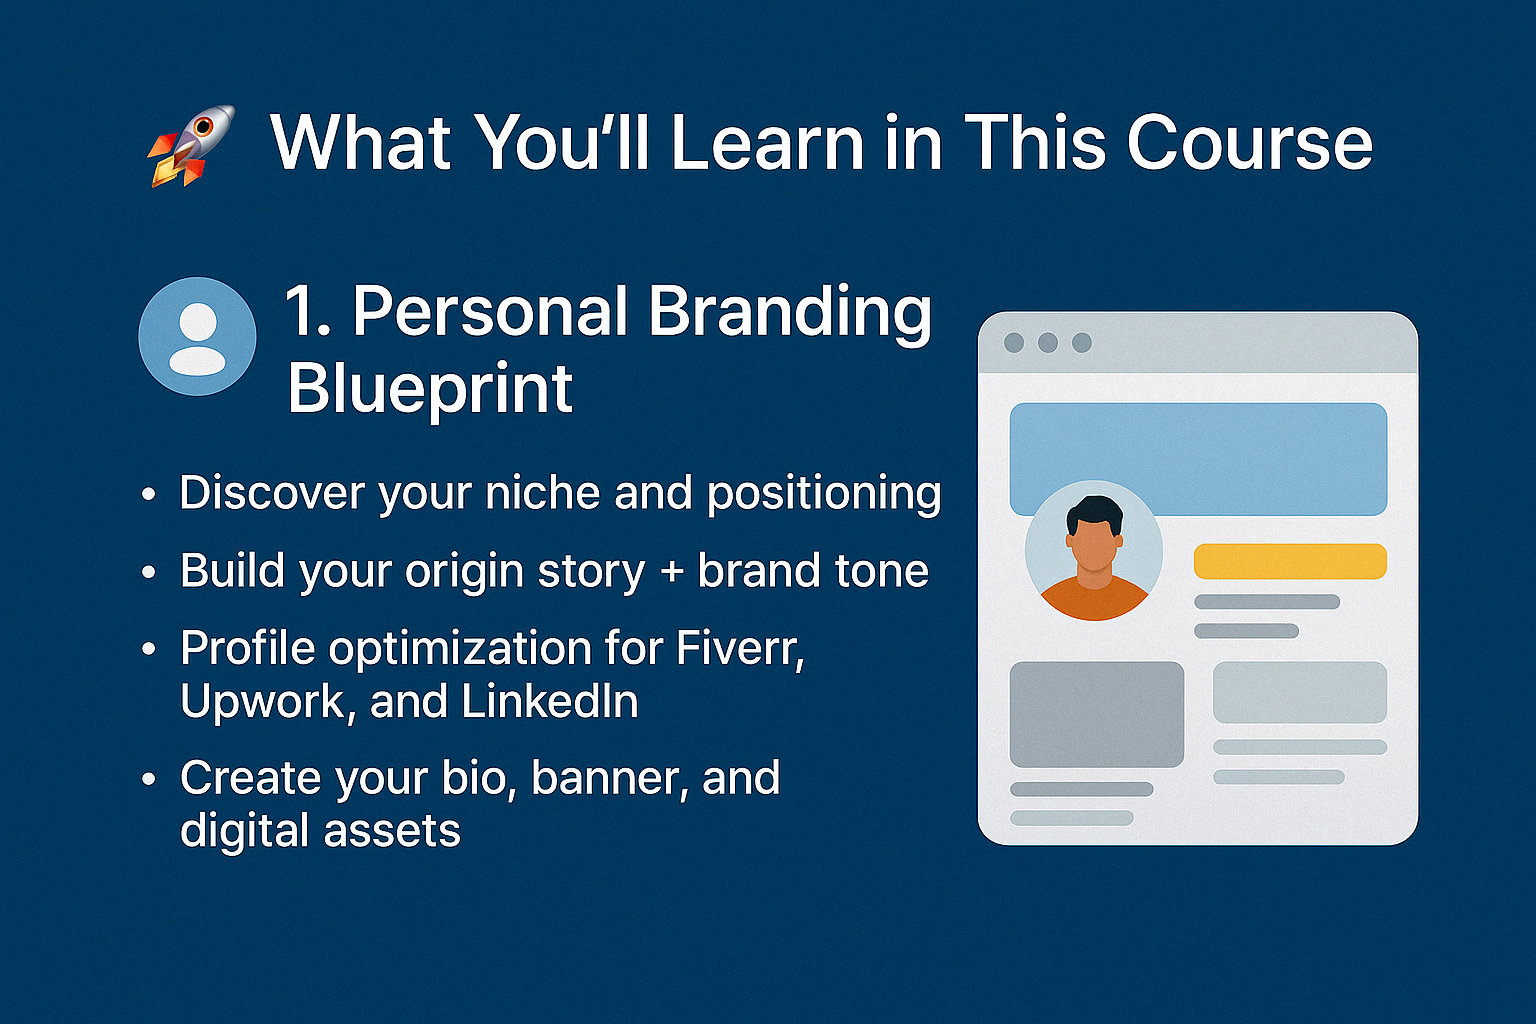 🚀 What You’ll Learn in This Course
1. Personal Branding
Blueprint
• Discover your niche and positioning
• Build your origin story + brand tone
• Profile optimization for Fiverr,
Upwork, and LinkedIn
• Create your bio, banner, and
digital assets